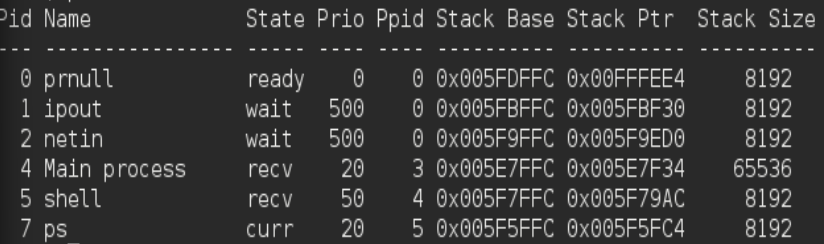 Pid Name             State Prio Ppid Stack Base Stack Ptr  Stack Size
--- ---------------- ----- ---- ---- ---------- ---------- ----------
  0 prnull           ready    0    0 0x005FDFFC 0x00FFFEE4       8192
  1 ipout            wait   500    0 0x005FBFFC 0x005FBF30       8192
  2 netin            wait   500    0 0x005F9FFC 0x005F9ED0       8192
  4 Main process     recv    20    3 0x005E7FFC 0x005E7F34      65536
  5 shell            recv    50    4 0x005F7FFC 0x005F79AC       8192
  7 ps               curr    20    5 0x005F5FFC 0x005F5FC4       8192